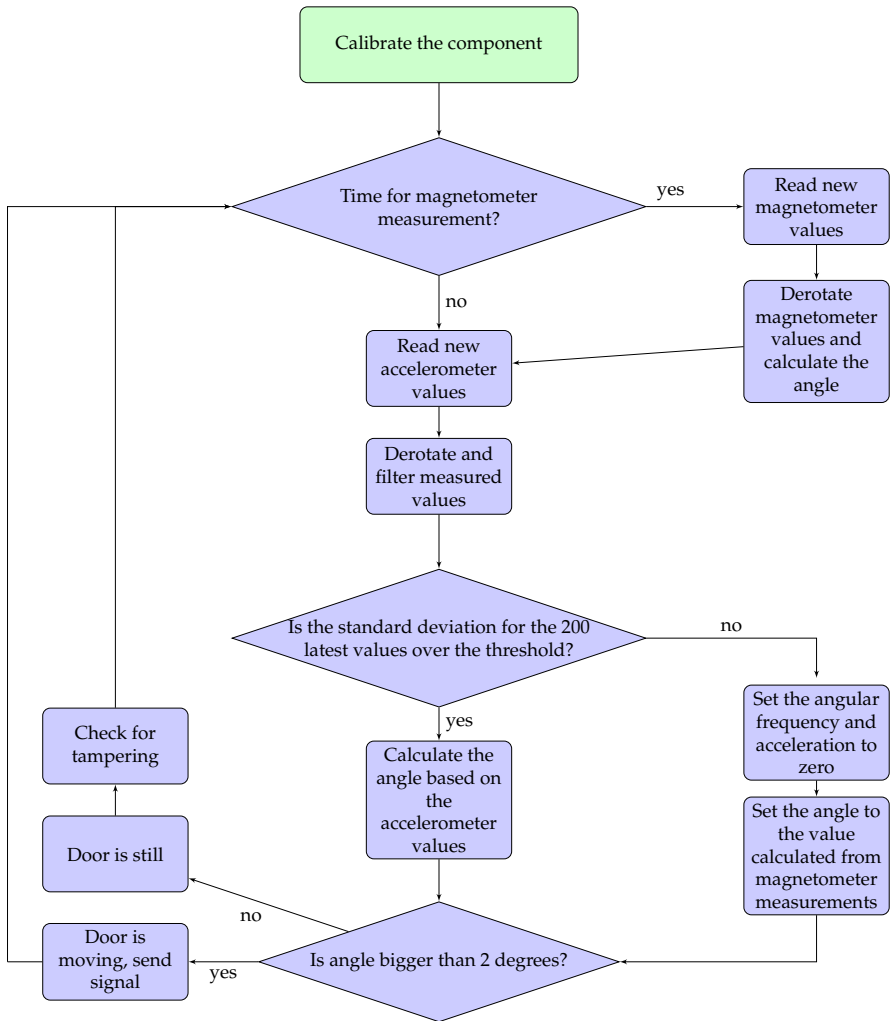 Calibrate the component
Time for magnetometer
measurement?
yes
Read new
magnetometer
values
no
Derotate
magnetometer
values and
calculate the
angle
Read new
accelerometer
values
Derotate and
filter measured
values
Is the standard deviation for the 200
latest values over the threshold?
no
yes
Set the angular
frequency and
acceleration to
zero
Check for
tampering
Calculate the
angle based on
the
accelerometer
values
Set the angle to
the value
calculated from
magnetometer
measurements
Door is still
no
Door is
moving, send
signal
yes
Is angle bigger than 2 degrees?